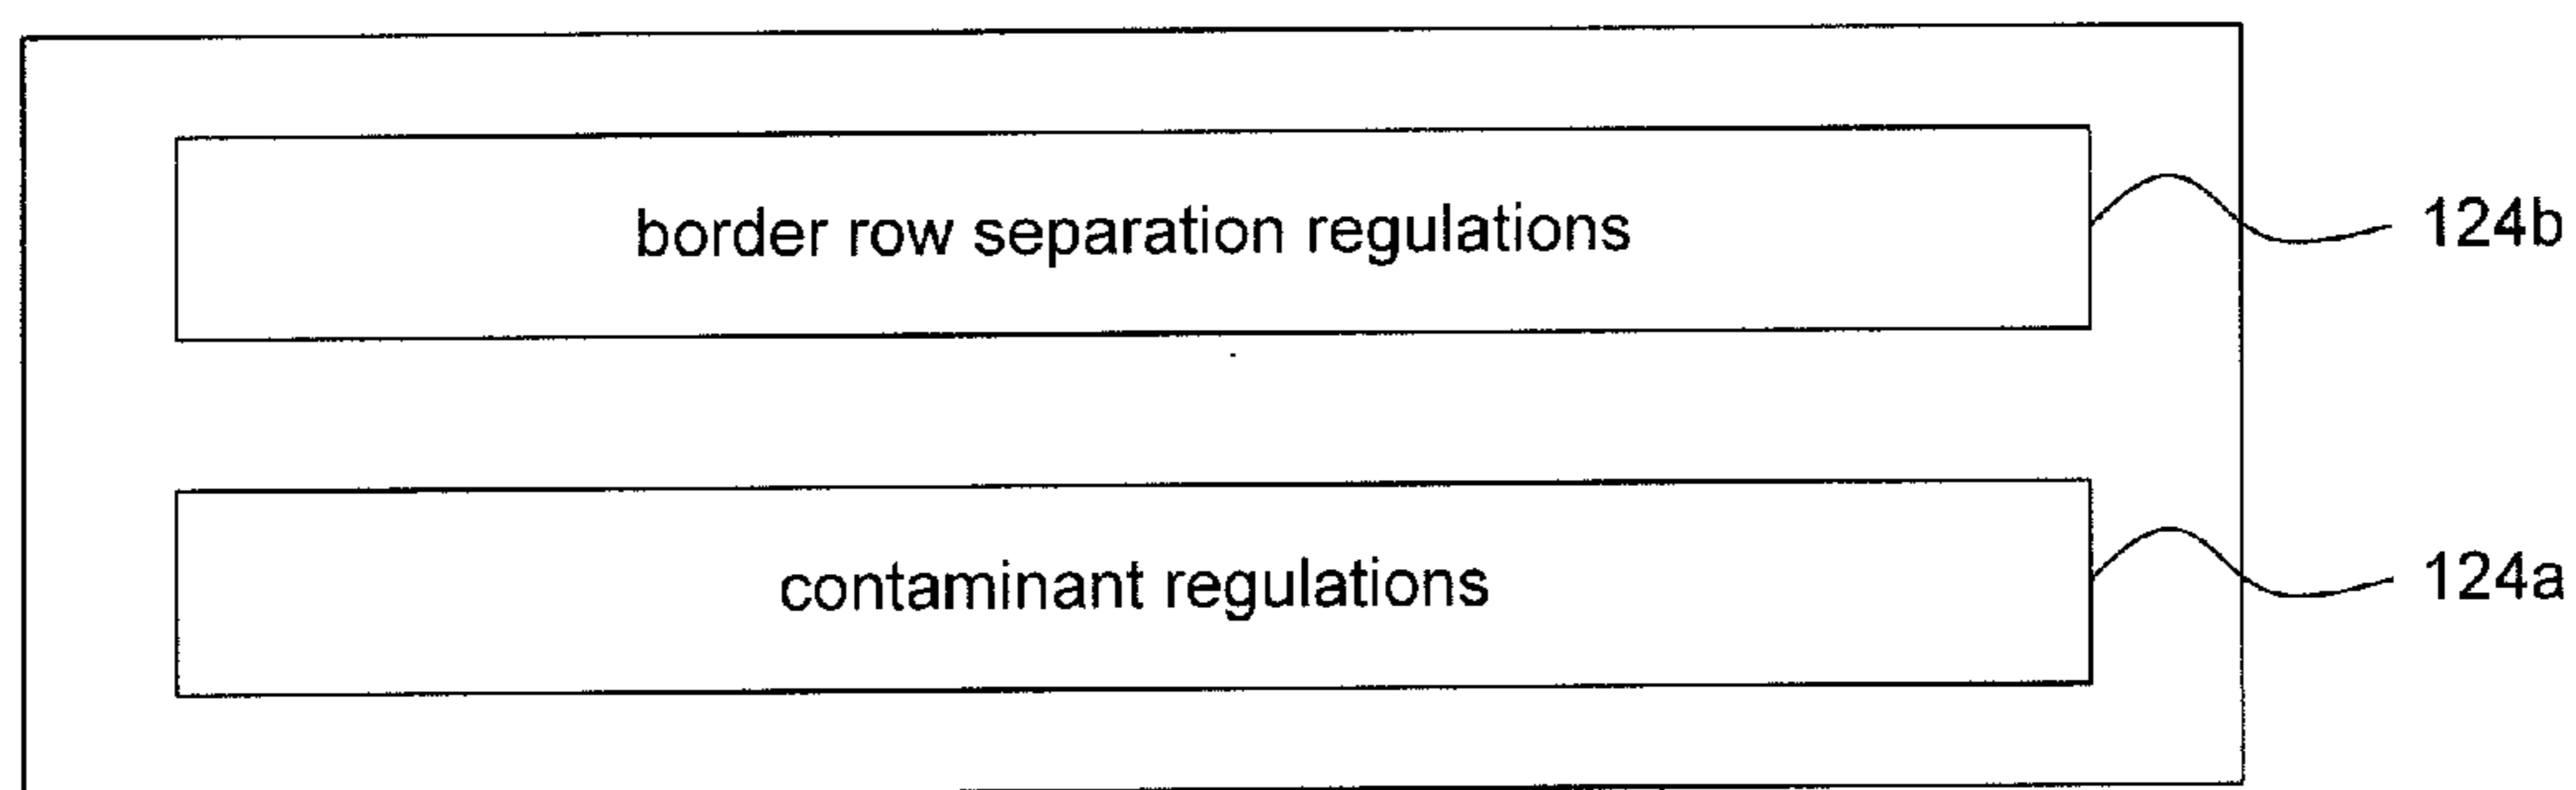 border row separation regulations 124b
contaminant regulations 124a